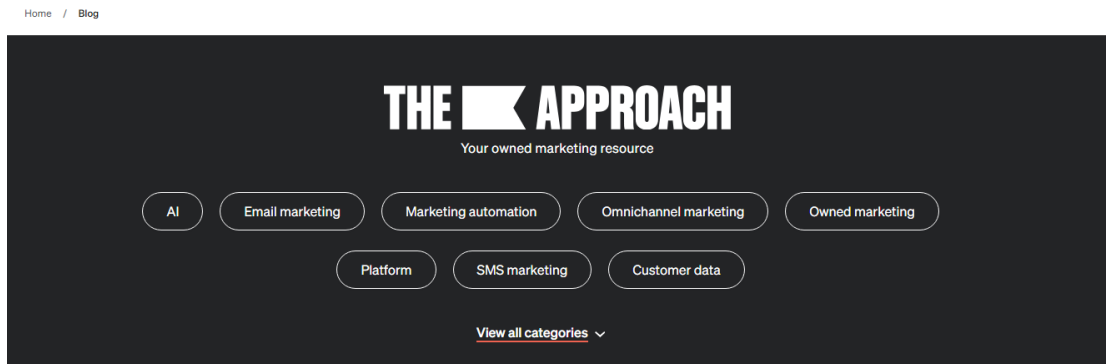 Home / Blog
THE APPROACH
Your owned marketing resource
AI Email marketing Marketing automation Omnichannel marketing Owned marketing
Platform SMS marketing Customer data
View all categories